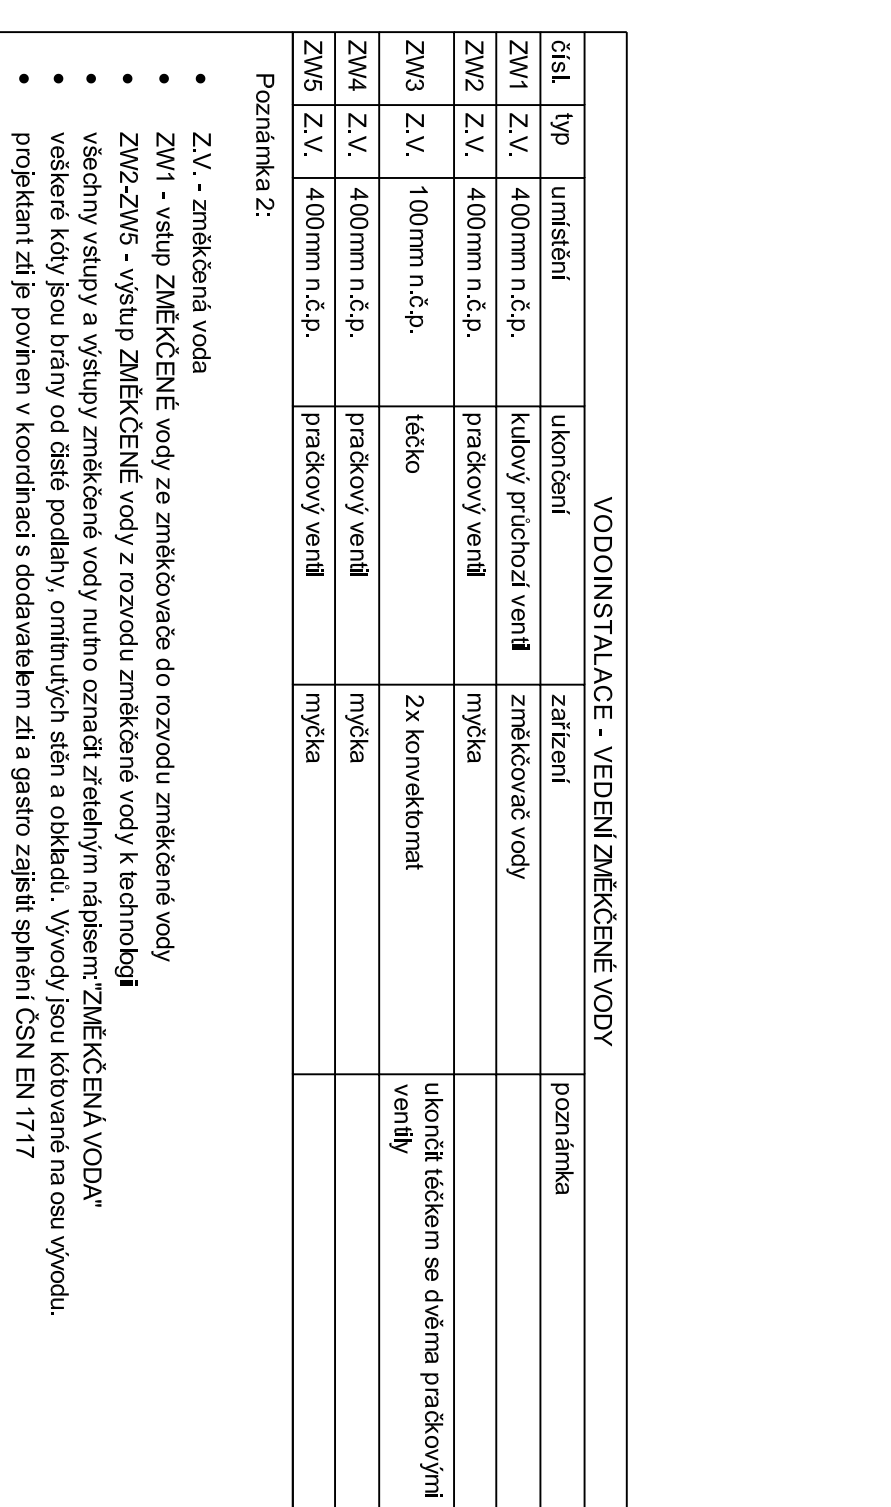 VODOINSTALACE - VEDENÍ ZMĚKČENÉ VODY
čísl. typ umístění ukončení zařízení poznámka
ZW1 Z.V. 400mm n.č.p. kulový průchozí ventil změkčovač vody
ZW2 Z.V. 400mm n.č.p. pračkový ventil myčka
ZW3 Z.V. 100mm n.č.p. téčko 2x konvektomat ukončit téčkem se dvěma pračkovými
ventily
ZW4 Z.V. 400mm n.č.p. pračkový ventil myčka
ZW5 Z.V. 400mm n.č.p. pračkový ventil myčka
Poznámka 2:
• Z.V. - změkčená voda
• ZW1 - vstup ZMĚKČENÉ vody ze změkčovače do rozvodu změkčené vody
• ZW2-ZW5 - výstup ZMĚKČENÉ vody z rozvodu změkčené vody k technologi
• všechny vstupy a výstupy změkčené vody nutno označit zřetelným nápisem:"ZMĚKČENÁ VODA"
• veškeré kóty jsou brány od čisté podlahy, omítnutých stěn a obkladů. Vývody jsou kótované na osu vývodu.
• projektant zti je povinen v koordinaci s dodavatelem zti a gastro zajistit splnění ČSN EN 1717